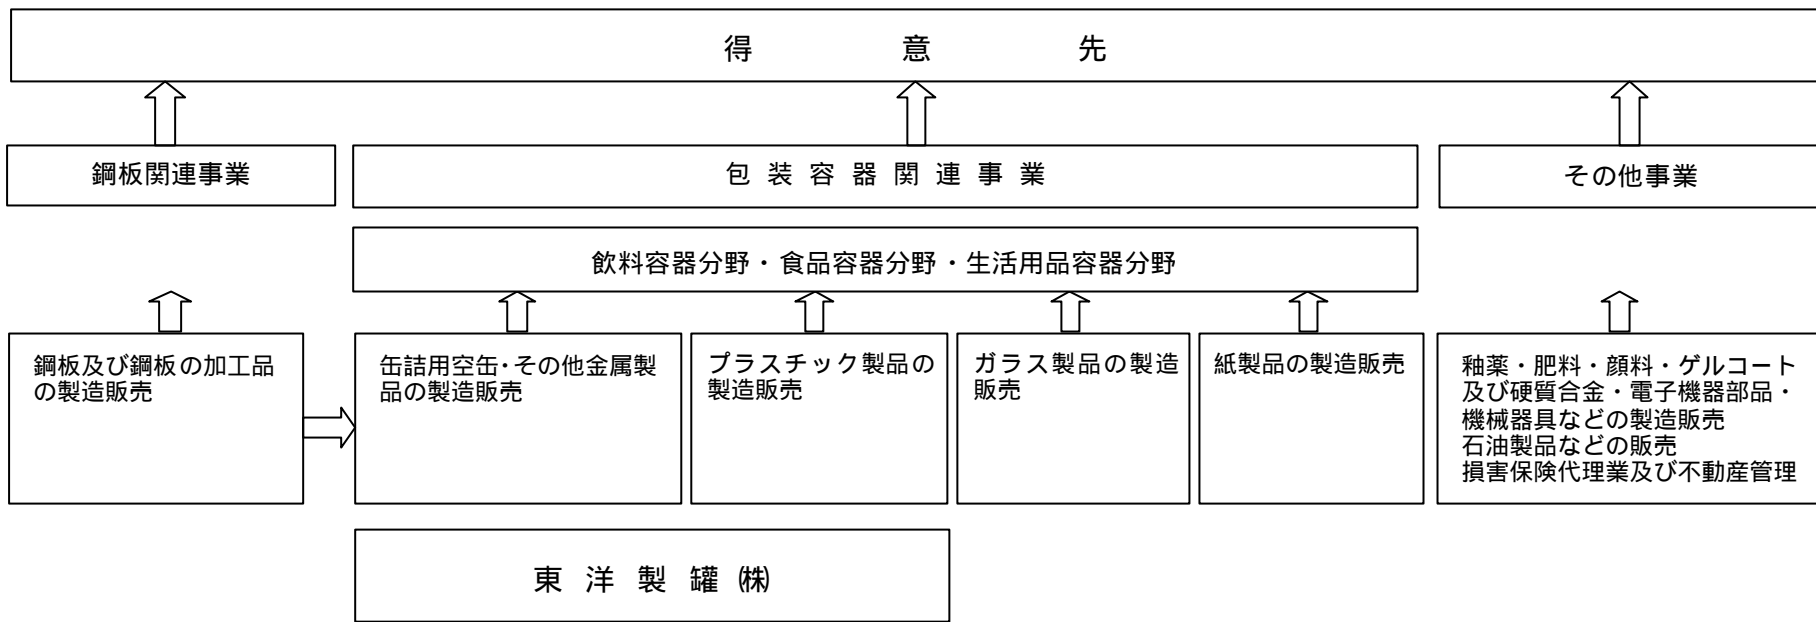 得意先
鋼板関連事業
包装容器関連事業
その他事業
飲料容器分野・食品容器分野・生活用品容器分野
鋼板及び鋼板の加工品
の製造販売
缶詰用空缶・その他金属製
品の製造販売
プラスチック製品の
製造販売
ガラス製品の製造
販売
紙製品の製造販売
釉薬・肥料・顔料・ゲルコート
及び硬質合金・電子機器部品・
機械器具などの製造販売
石油製品などの販売
損害保険代理業及び不動産管理
東洋製罐㈱